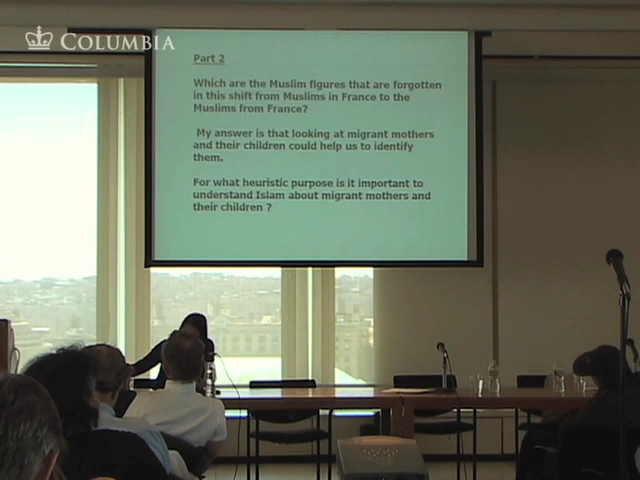 COLUMBIA
Part 2
Which are the Muslim figures that are forgotten
in this shift from Muslims in France to the
Muslims from France?
My answer is that looking at migrant mothers
and their children could help us to identify
them.
For what heuristic purpose is it important to
understand Islam about migrant mothers and
their children ?